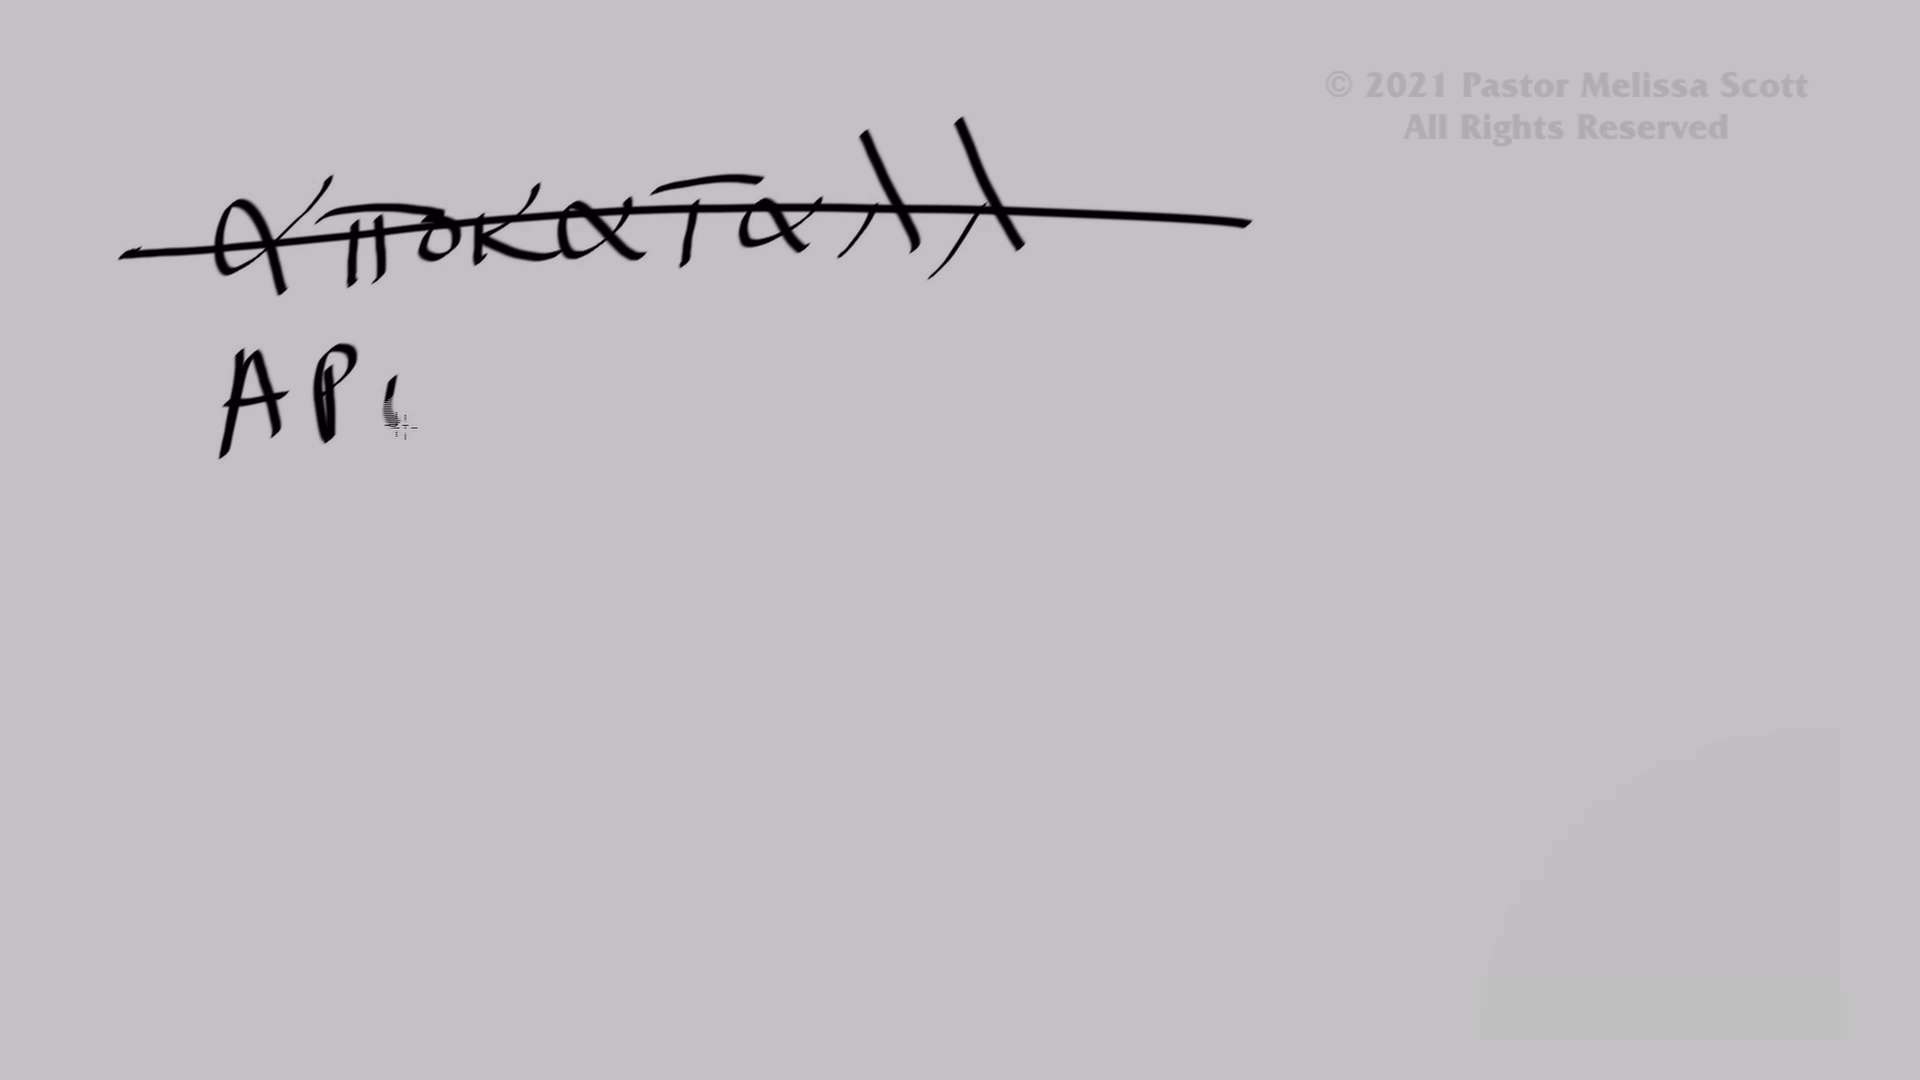 © 2021 Pastor Melissa Scott
All Rights Reserved
αποκαταλλ
AP